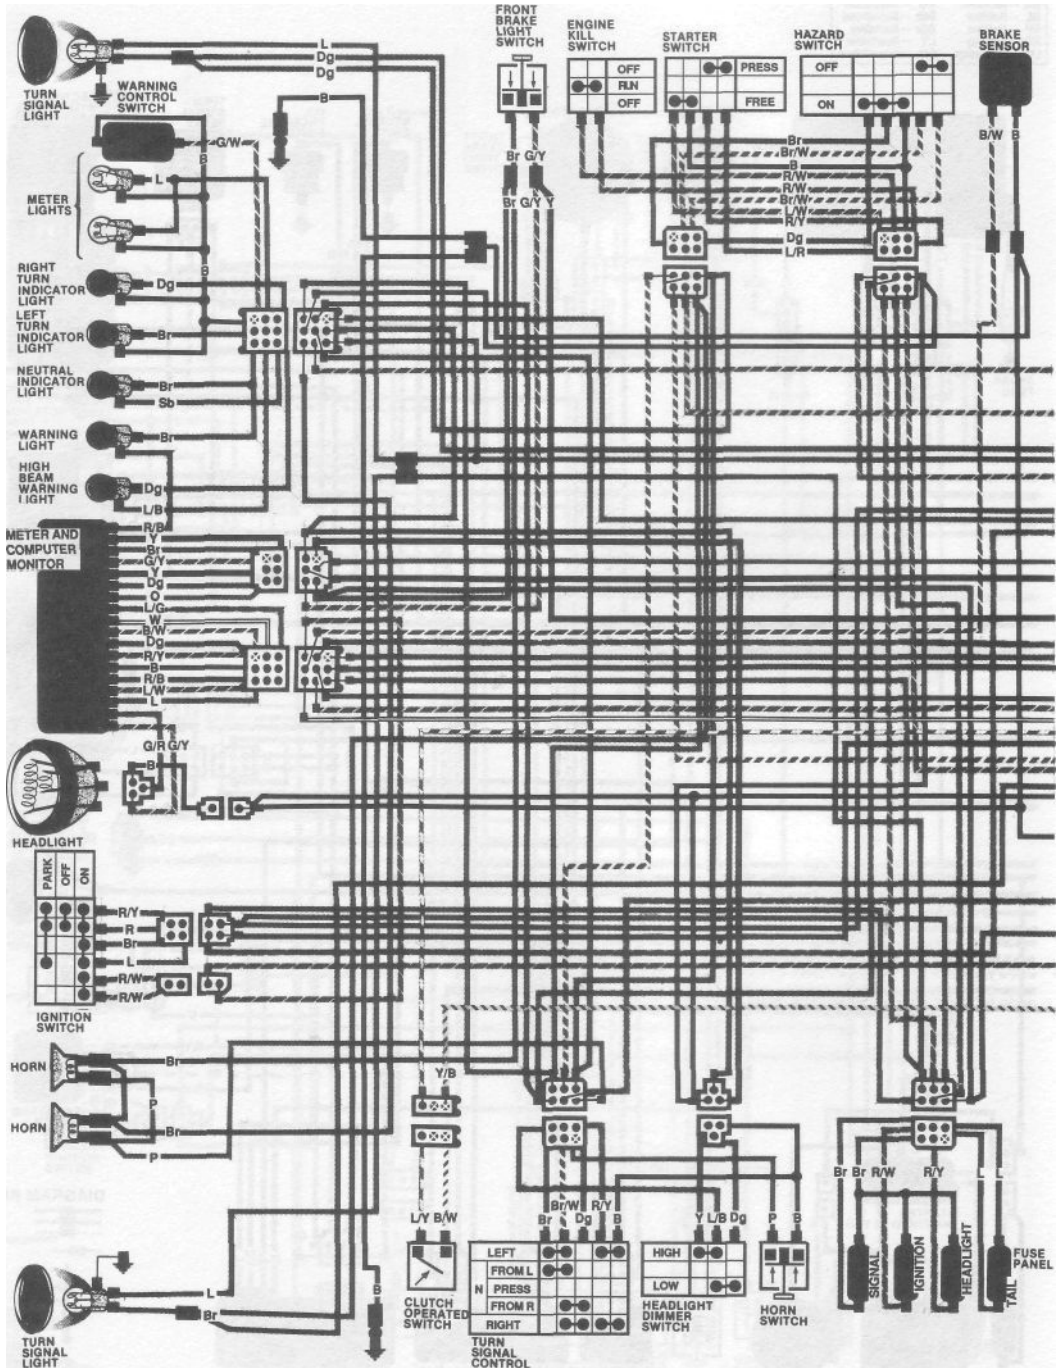 FRONT
BRAKE
LIGHT
SWITCH
ENGINE
KILL
SWITCH
OFF
RUN
OFF
STARTER
SWITCH
PRESS
FREE
HAZARD
SWITCH
OFF
ON
BRAKE
SENSOR
B/W B
L
Dg
Dg
TURN
SIGNAL
LIGHT
WARNING
CONTROL
SWITCH
B
G/W
B
L
METER
LIGHTS
B
Br G/Y
Br G/Y Y
Br
Br/W
B
R/W
R/W
Br/W
L/W
R/Y
Dg
L/R
RIGHT
TURN
INDICATOR
LIGHT
Dg
LEFT
TURN
INDICATOR
LIGHT
Br
NEUTRAL
INDICATOR
LIGHT
Br
Sb
WARNING
LIGHT
Br
HIGH
BEAM
WARNING
LIGHT
Dg
L/B
METER AND
COMPUTER
MONITOR
R/B
Y
Br
G/Y
Y
Dg
O
L/G
W
B/W
Dg
R/Y
B
R/B
L/W
L
G/R G/Y
B
HEADLIGHT
PARK
OFF
ON
R/Y
R
Br
L
R/W
R/W
IGNITION
SWITCH
HORN
Br
P
HORN
Br
P
Y/B
L/Y B/W
CLUTCH
OPERATED
SWITCH
Br Br/W Dg R/Y B
LEFT
FROM L
N PRESS
FROM R
RIGHT
TURN
SIGNAL
CONTROL
Y L/B Dg
HIGH
LOW
HEADLIGHT
DIMMER
SWITCH
P B
HORN
SWITCH
Br Br R/W R/Y L L
SIGNAL
IGNITION
HEADLIGHT
TAIL
FUSE
PANEL
L
Br
B
TURN
SIGNAL
LIGHT